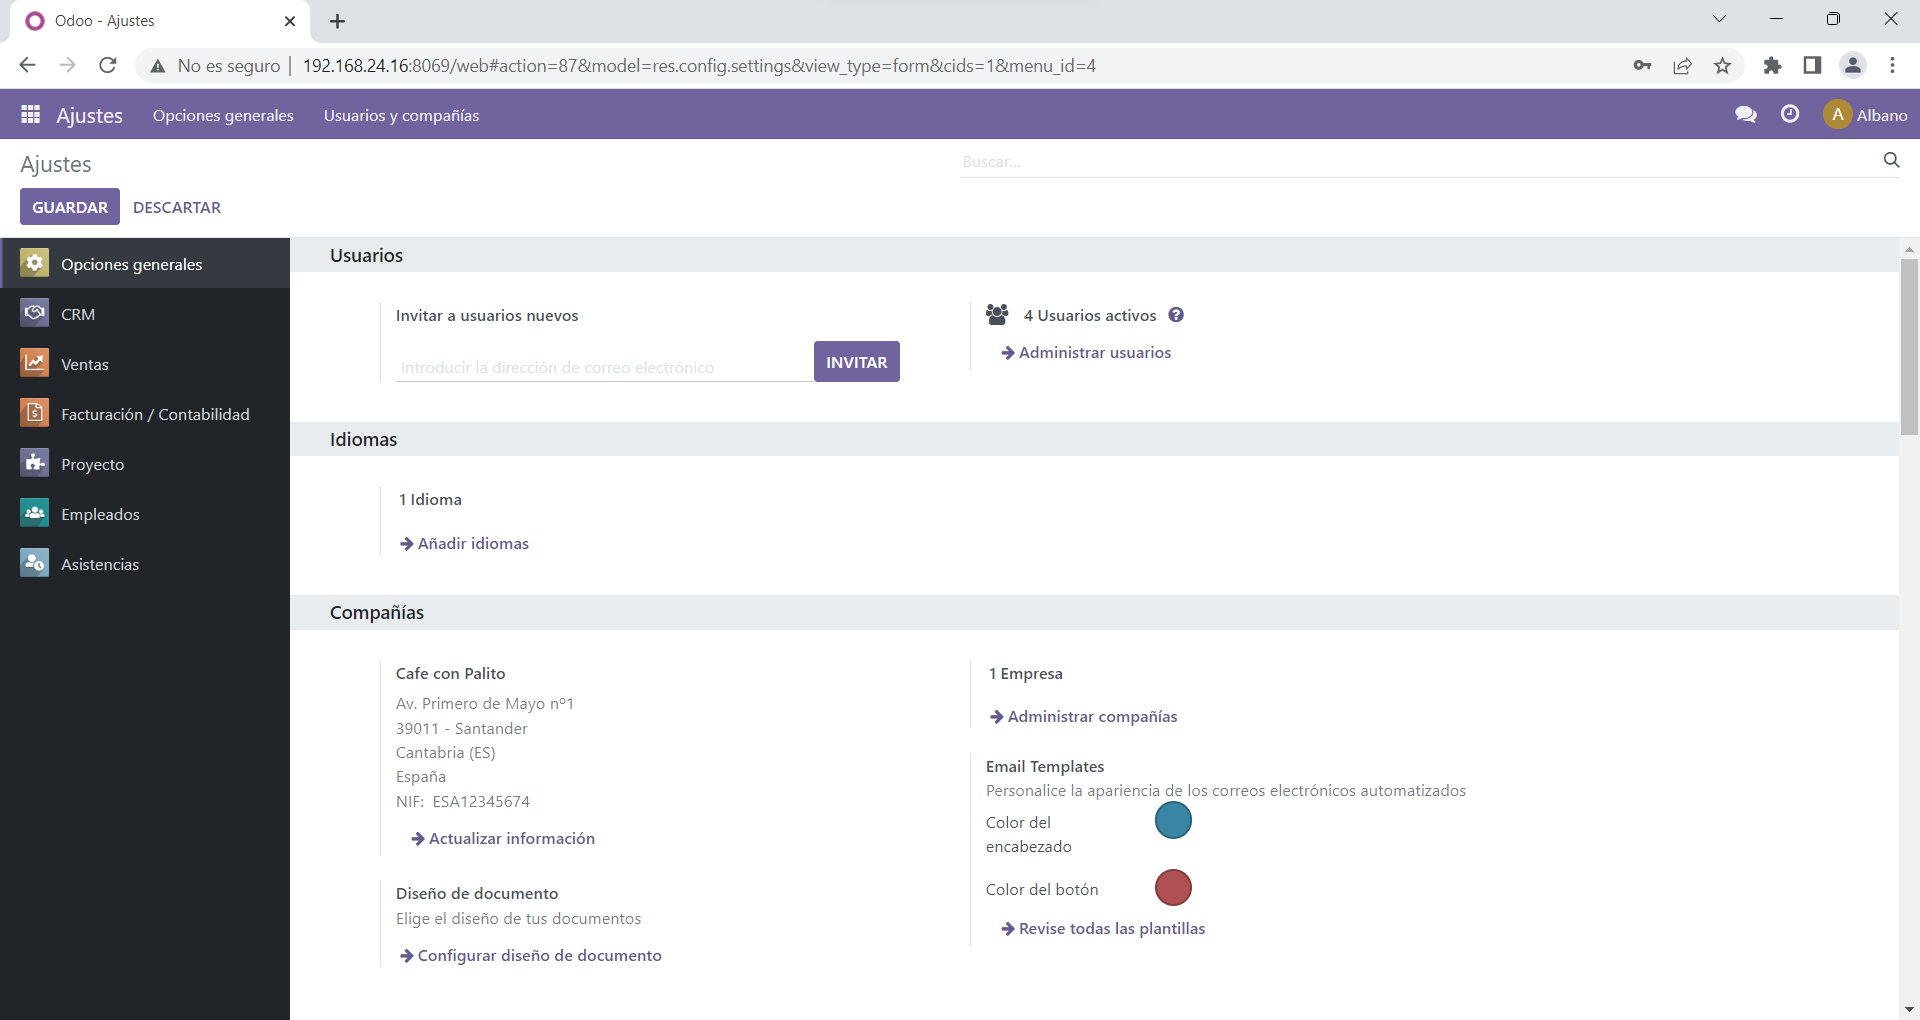 Odoo - Ajustes
No es seguro
192.168.24.16:8069/web#action=87&model=res.config.settings&view_type=form&cids=1&menu_id=4
Ajustes Opciones generales Usuarios y compañías A Albano
Ajustes Buscar...
GUARDAR DESCARTAR
Opciones generales
CRM
Ventas
Facturación / Contabilidad
Proyecto
Empleados
Asistencias
Usuarios
Invitar a usuarios nuevos
Introducir la dirección de correo electrónico INVITAR
4 Usuarios activos ?
Administrar usuarios
Idiomas
1 Idioma
Añadir idiomas
Compañías
Cafe con Palito
Av. Primero de Mayo nº1
39011 - Santander
Cantabria (ES)
España
NIF: ESA12345674
Actualizar información
Diseño de documento
Elige el diseño de tus documentos
Configurar diseño de documento
1 Empresa
Administrar compañías
Email Templates
Personalice la apariencia de los correos electrónicos automatizados
Color del
encabezado
Color del botón
Revise todas las plantillas